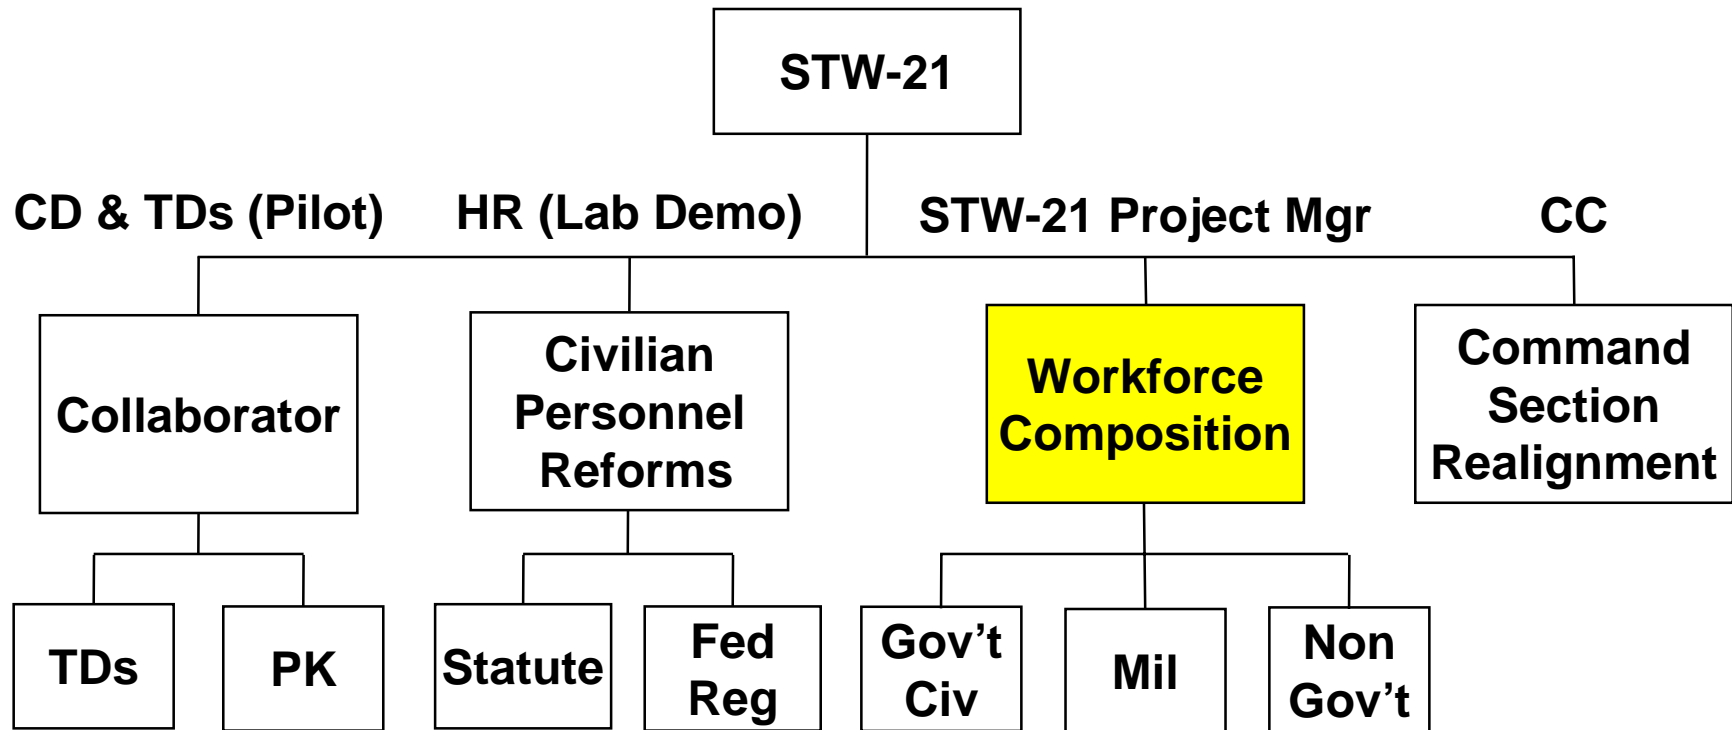 STW-21
CD & TDs (Pilot)
HR (Lab Demo)
STW-21 Project Mgr
CC
Collaborator
Civilian
Personnel
Reforms
Workforce
Composition
Command
Section
Realignment
TDs
PK
Statute
Fed
Reg
Gov’t
Civ
Mil
Non
Gov’t